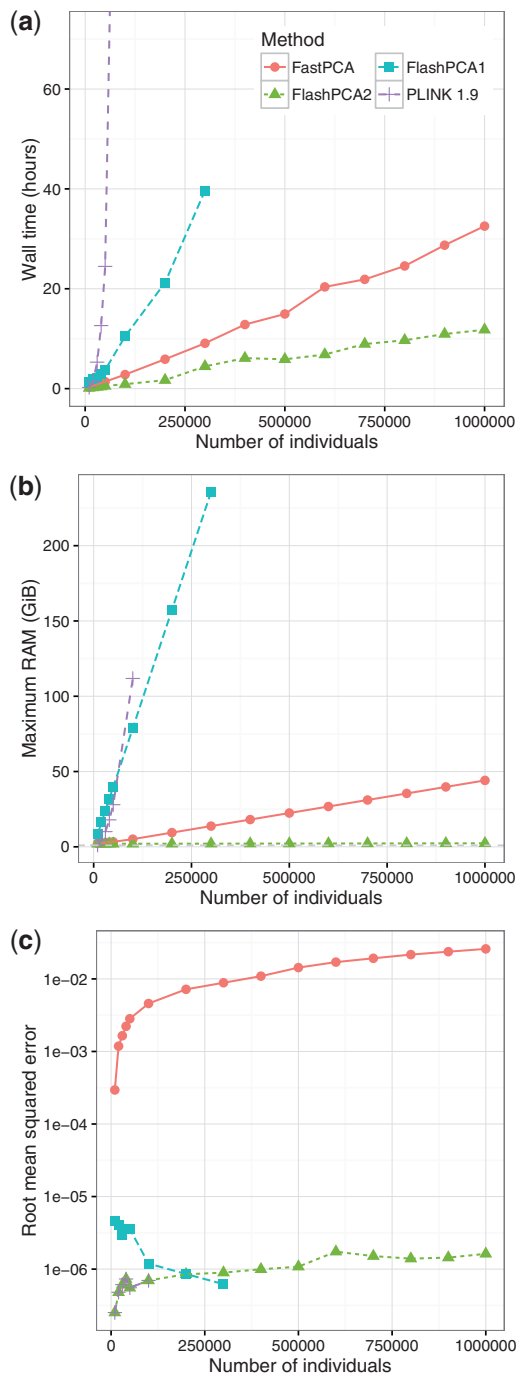 (a)
Method
FastPCA
FlashPCA1
FlashPCA2
PLINK 1.9
Wall time (hours)
60
40
20
0
0
250000
500000
750000
1000000
Number of individuals
(b)
Maximum RAM (GiB)
200
150
100
50
0
0
250000
500000
750000
1000000
Number of individuals
(c)
Root mean squared error
1e−02
1e−03
1e−04
1e−05
1e−06
0
250000
500000
750000
1000000
Number of individuals